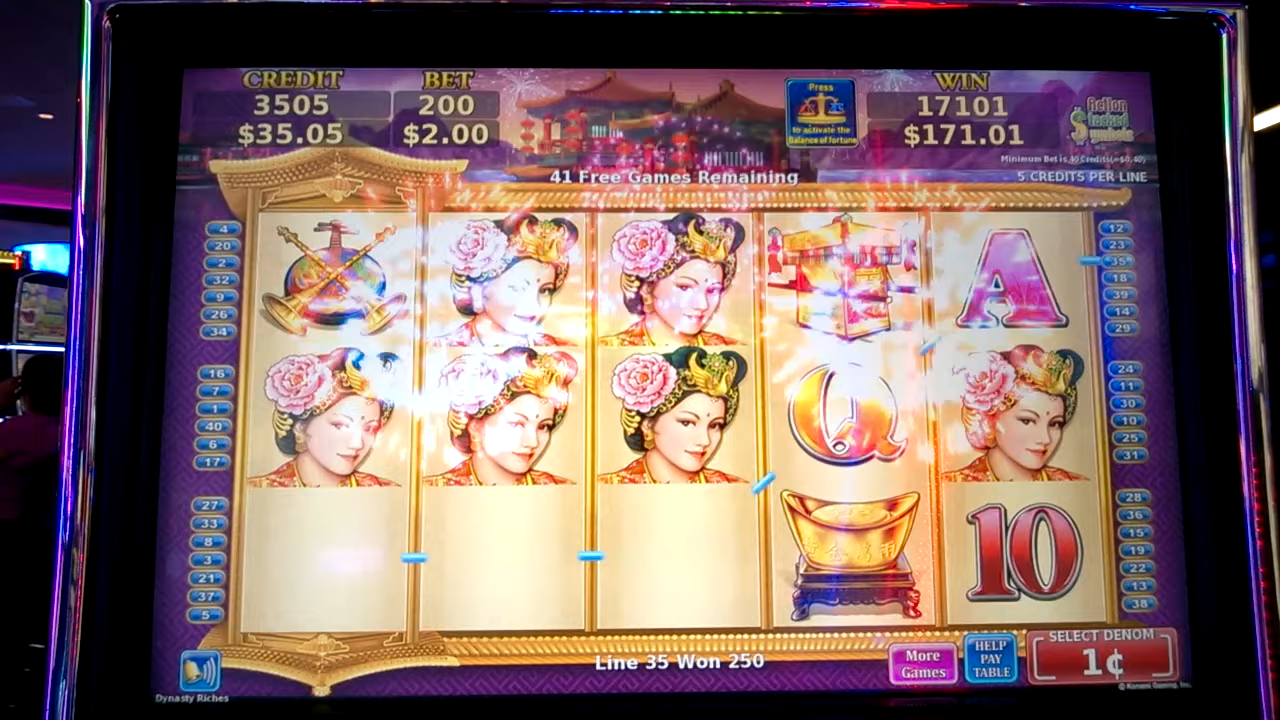 CREDIT
3505
$35.05
BET
200
$2.00
Press
to activate the
Balance of fortune
WIN
17101
$171.01
Action
Stacked
Symbols
Minimum Bet is 40 Credits(=$0.40)
5 CREDITS PER LINE
41 Free Games Remaining
4
20
2
32
9
26
34
16
7
1
40
6
17
27
33
8
3
21
37
5
A
Q
10
12
23
35
18
39
14
29
24
11
30
10
25
31
28
36
15
19
22
13
38
Line 35 Won 250
More
Games
HELP
PAY
TABLE
SELECT DENOM
1¢
Dynasty Riches
© Konami Gaming, Inc.